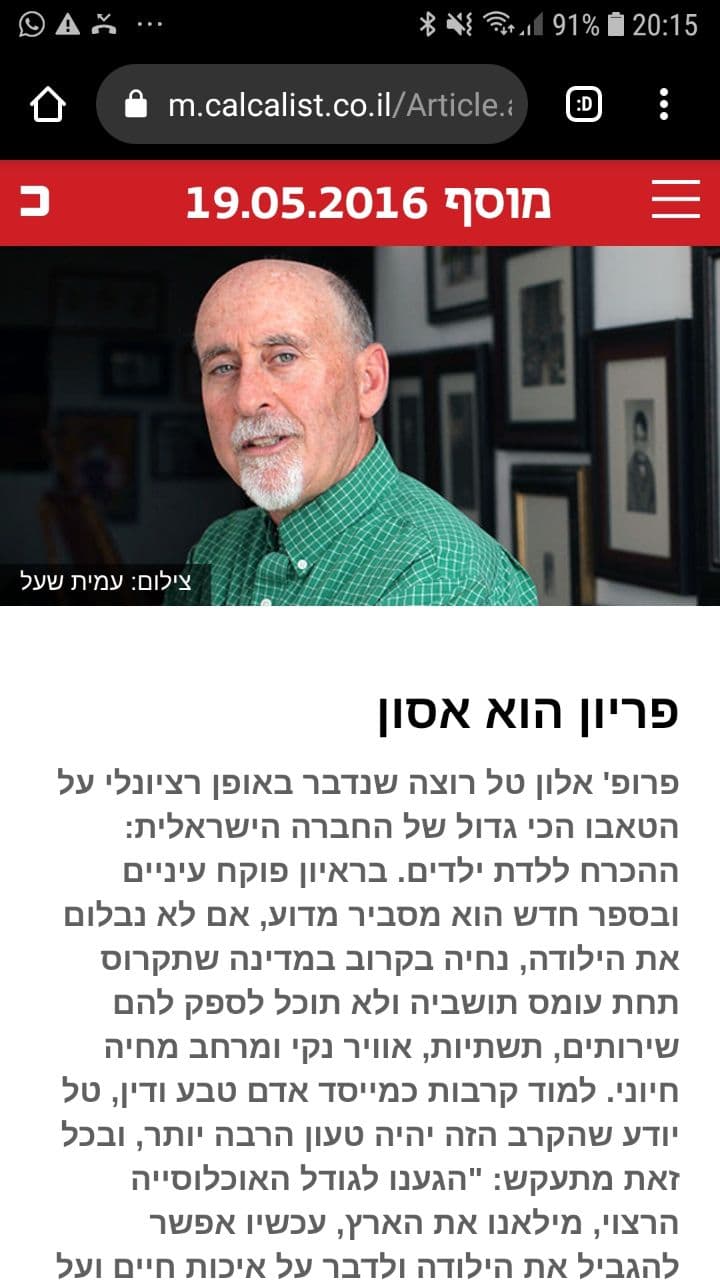 91% 20:15
m.calcalist.co.il/Article.
:D
מוסף 19.05.2016
כ
צילום: עמית שעל
פריון הוא אסון
פרופ' אלון טל רוצה שנדבר באופן רציונלי על
הטאבו הכי גדול של החברה הישראלית:
ההכרח ללדת ילדים. בראיון פוקח עיניים
ובספר חדש הוא מסביר מדוע, אם לא נבלום
את הילודה, נחיה בקרוב במדינה שתקרוס
תחת עומס תושביה ולא תוכל לספק להם
שירותים, תשתיות, אוויר נקי ומרחב מחיה
חיוני. למוד קרבות כמייסד אדם טבע ודין, טל
יודע שהקרב הזה יהיה טעון הרבה יותר, ובכל
זאת מתעקש: "הגענו לגודל האוכלוסייה
הרצוי, מילאנו את הארץ, עכשיו אפשר
להגביל את הילודה ולדבר על איכות חיים ועל